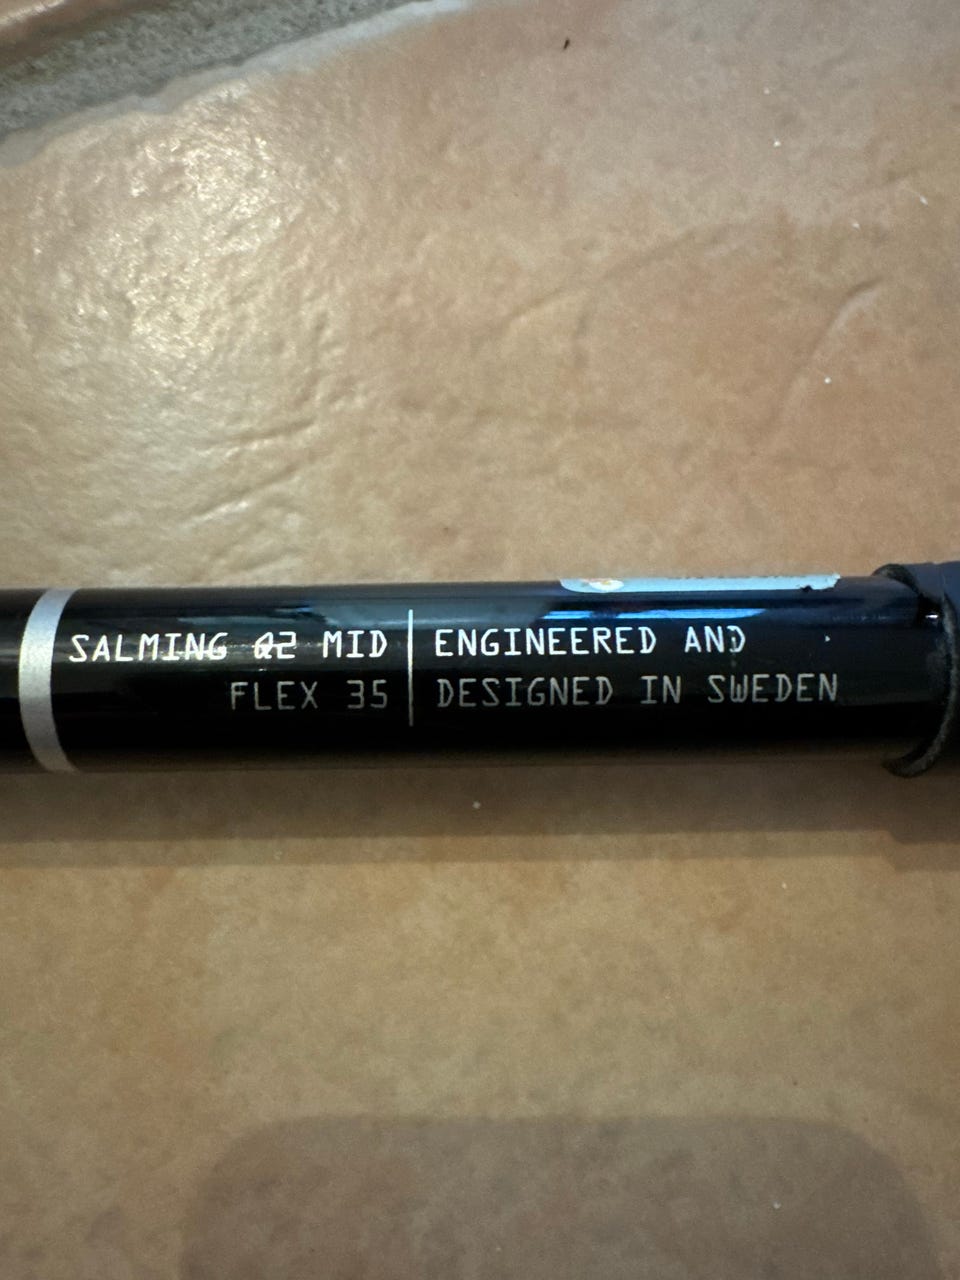 SALMING Q2 MID
FLEX 35
ENGINEERED AND
DESIGNED IN SWEDEN